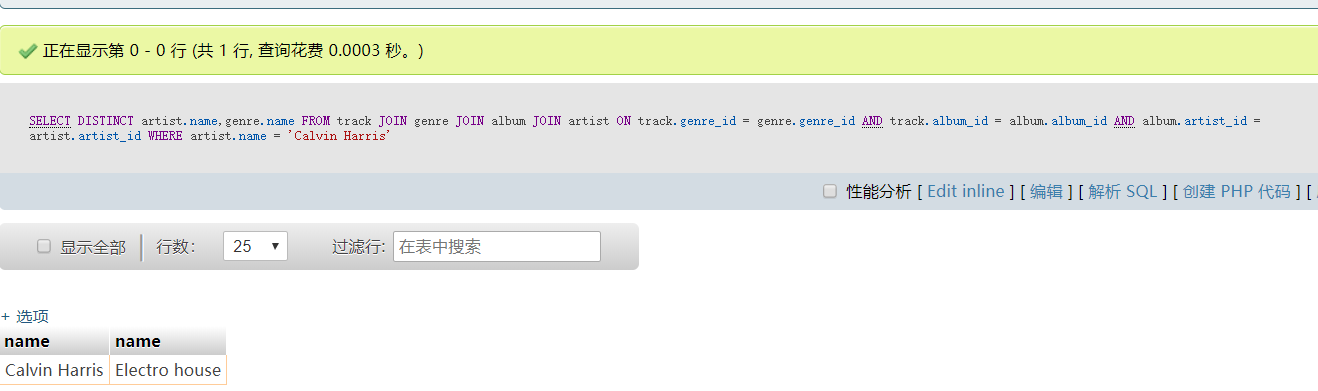 正在显示第 0 - 0 行 (共 1 行, 查询花费 0.0003 秒。)
SELECT DISTINCT artist.name,genre.name FROM track JOIN genre JOIN album JOIN artist ON track.genre_id = genre.genre_id AND track.album_id = album.album_id AND album.artist_id =
artist.artist_id WHERE artist.name = 'Calvin Harris'
性能分析 [ Edit inline ] [ 编辑 ] [ 解析 SQL ] [ 创建 PHP 代码 ] [
显示全部 行数: 25 过滤行: 在表中搜索
+ 选项
name name
Calvin Harris Electro house